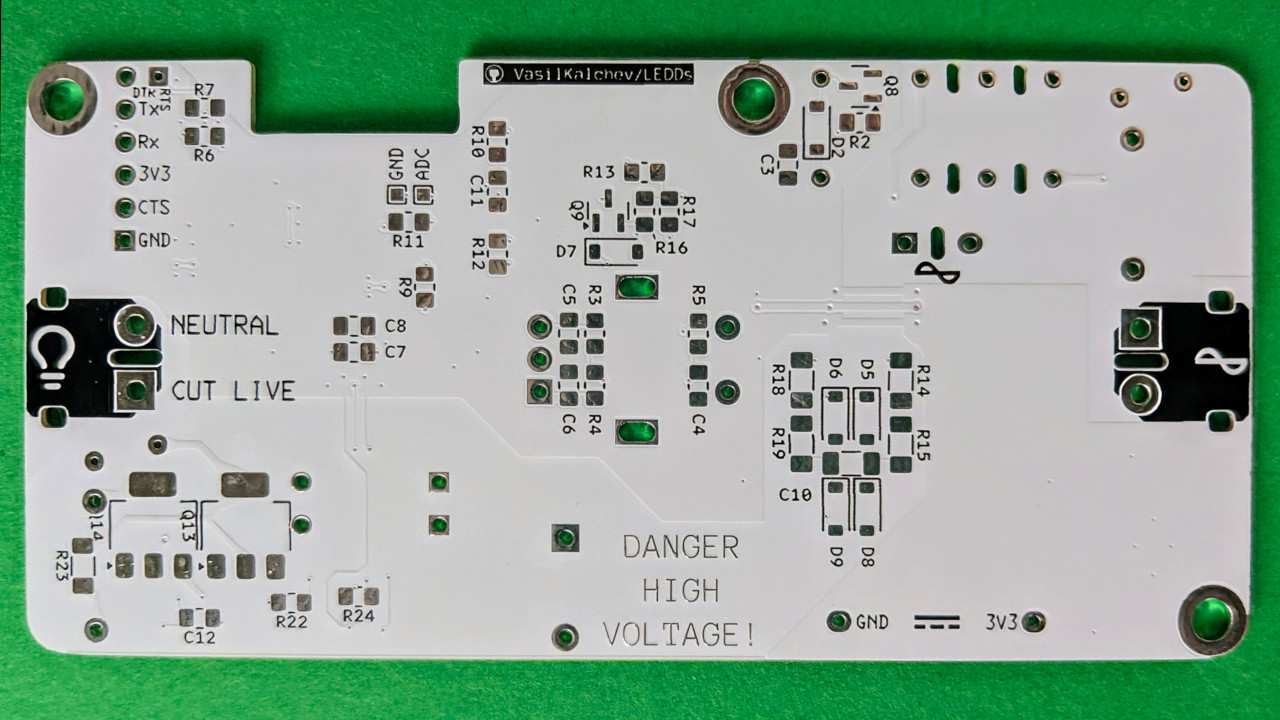 VasilKalchev/LEDDs
DTR
RTS
Tx
Rx
3V3
CTS
GND
R7
R6
GND
ADC
R11
R9
R10
C11
R12
R13
Q9
R17
R16
D7
Q8
R2
D2
C3
NEUTRAL
CUT LIVE
C8
C7
C5
R3
R5
C6
R4
C4
R18
D6
D5
R14
R19
R15
C10
D9
D8
Q13
R23
C12
R22
R24
DANGER
HIGH
VOLTAGE!
GND
3V3